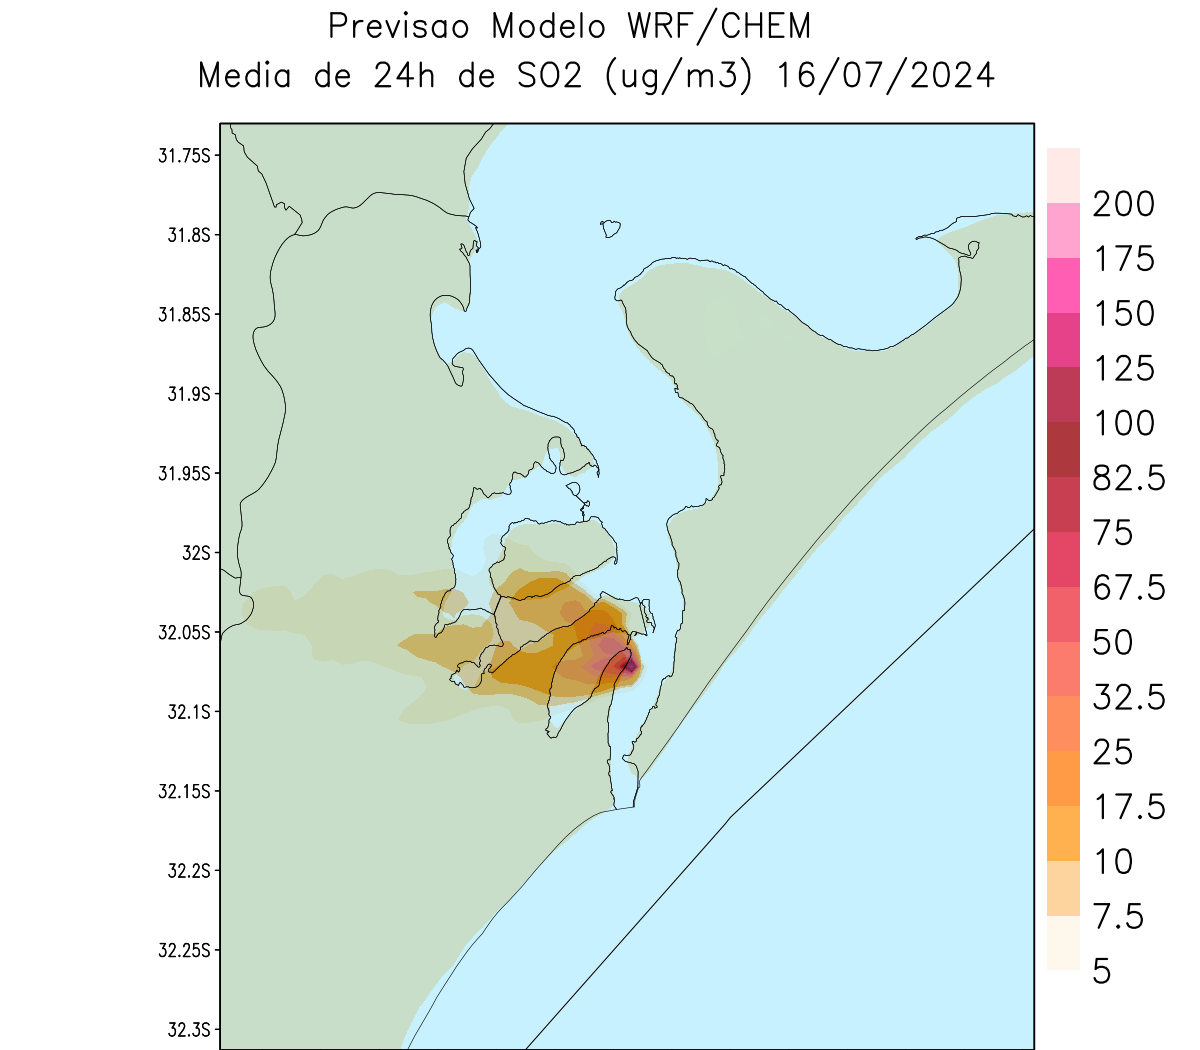 Previsao Modelo WRF/CHEM
Media de 24h de SO2 (ug/m3) 16/07/2024
31.75S
31.8S
31.85S
31.9S
31.95S
32S
32.05S
32.1S
32.15S
32.2S
32.25S
32.3S
200
175
150
125
100
82.5
75
67.5
50
32.5
25
17.5
10
7.5
5